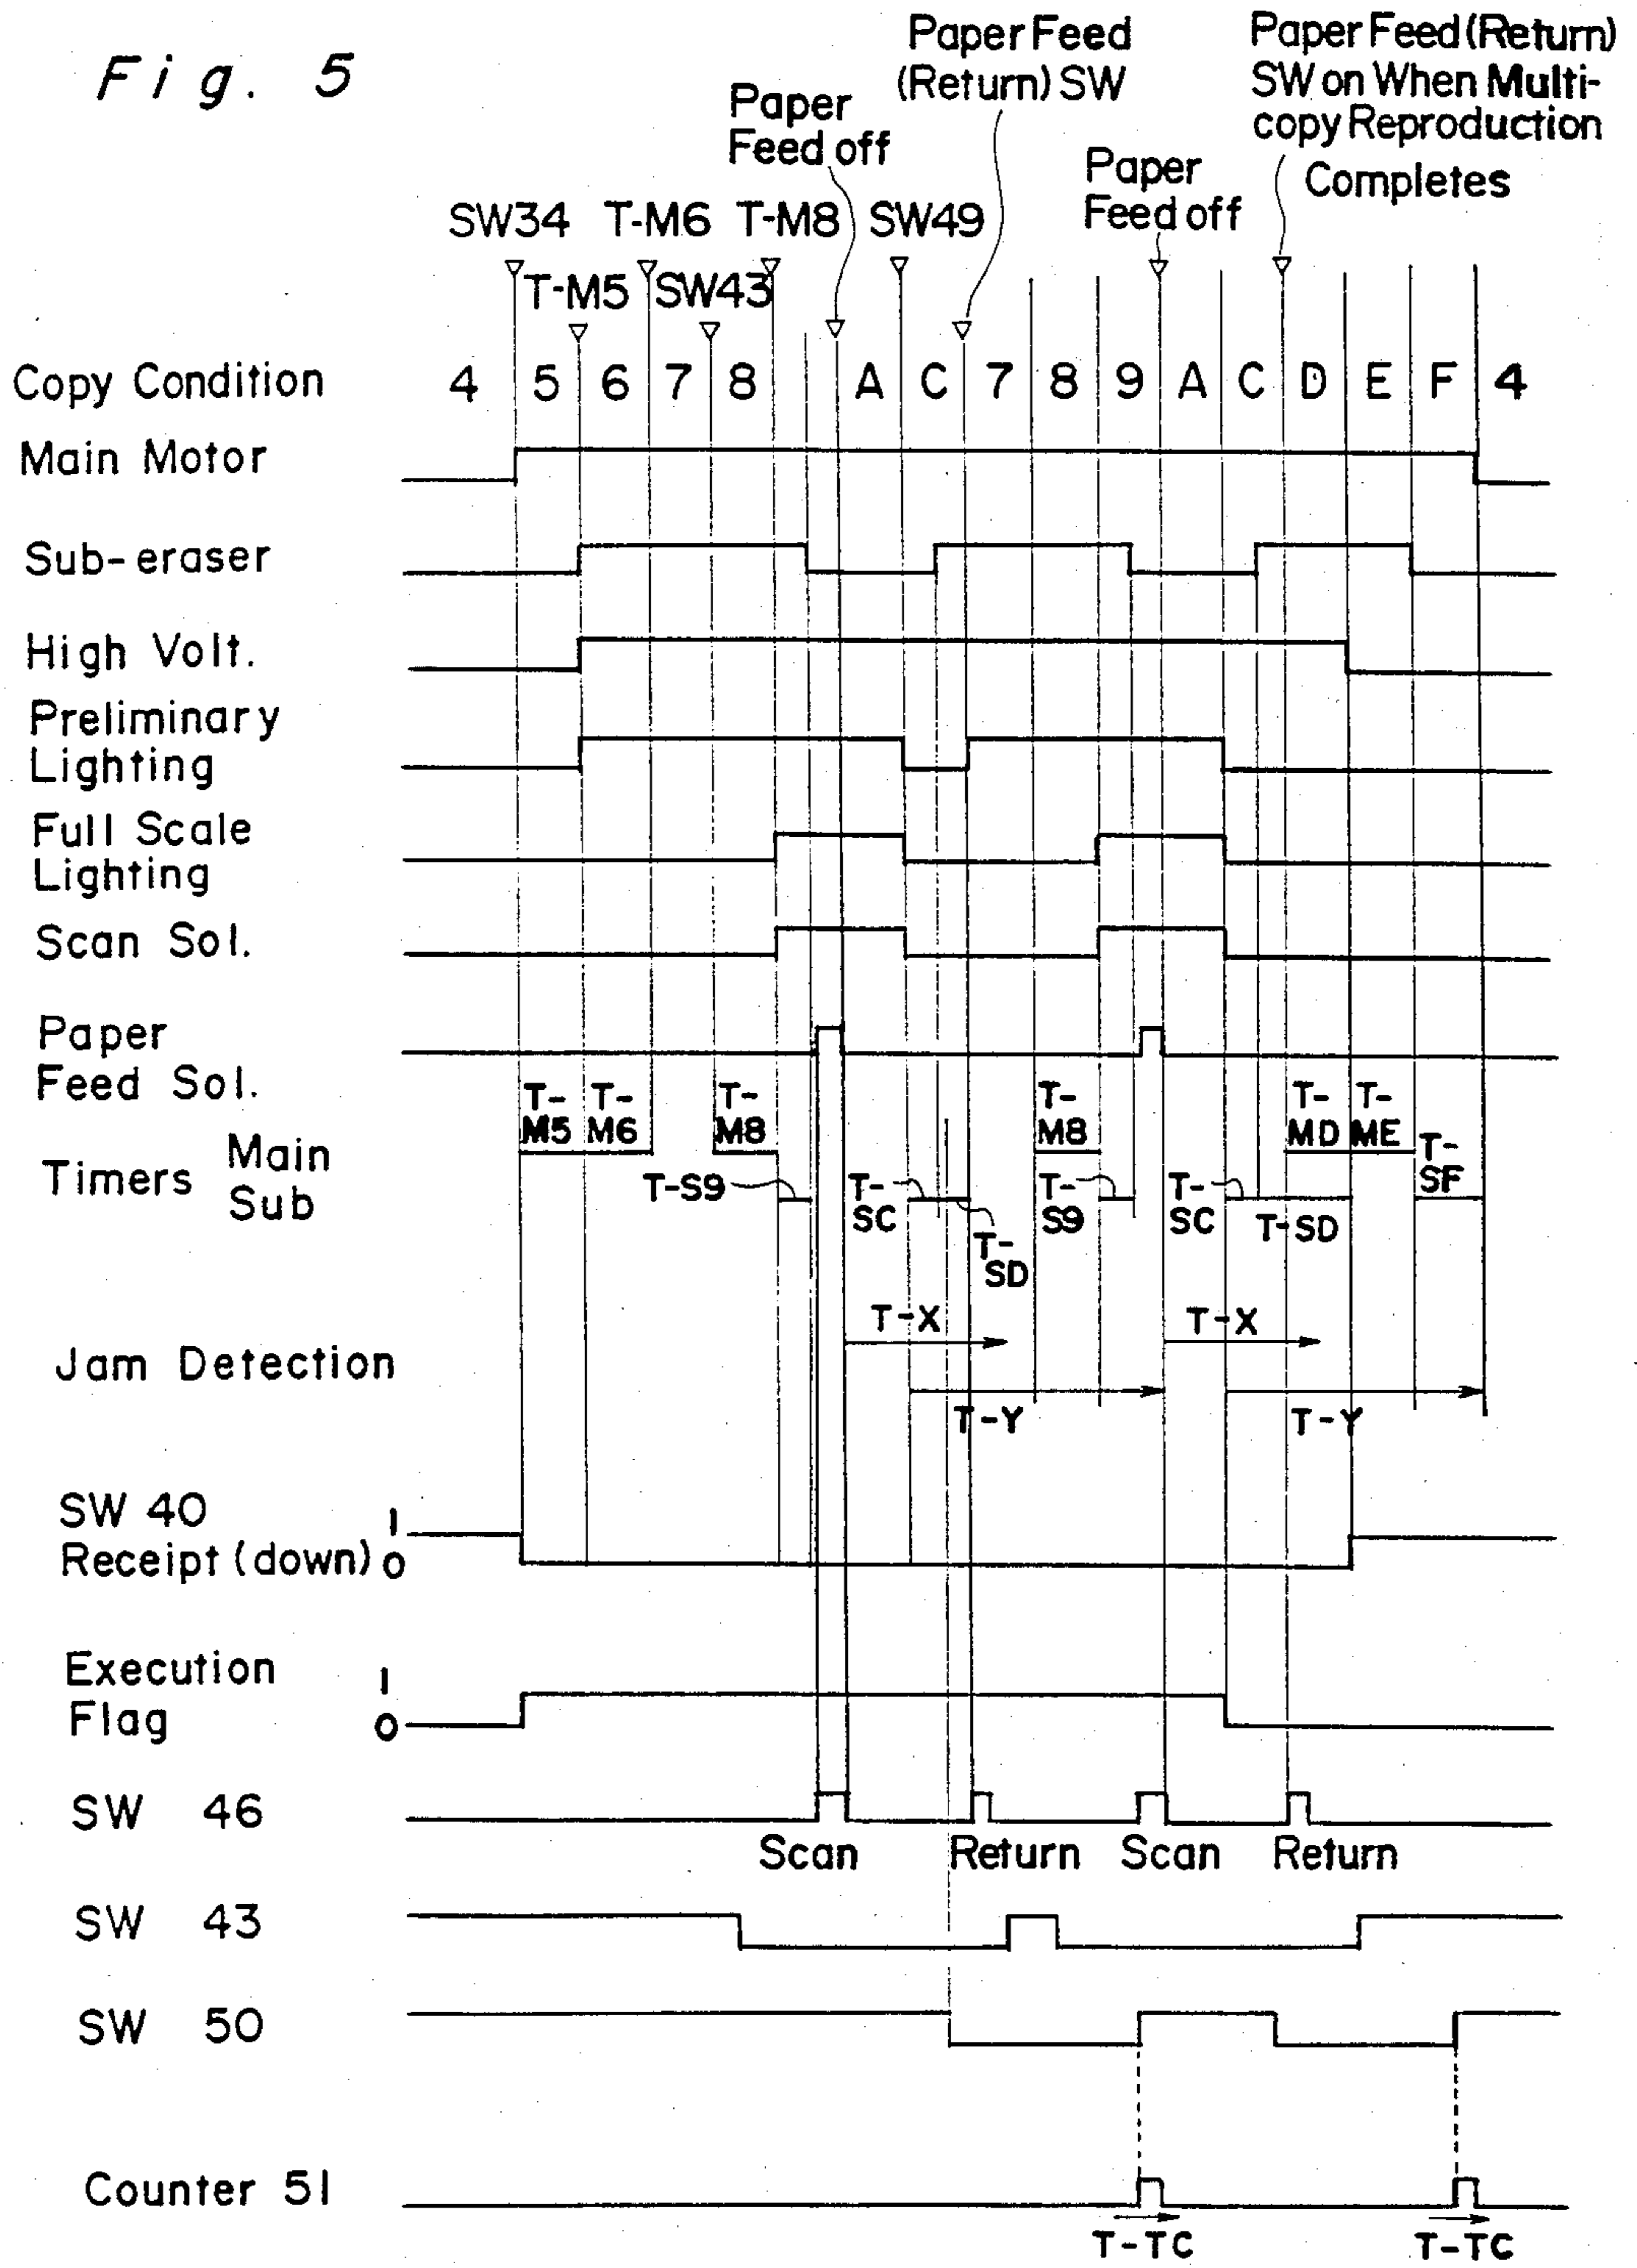 Fig. 5
Paper Feed
(Return) SW
Paper Feed (Return)
SW on When Multi-
copy Reproduction
Completes
Paper
Feed off
Paper
Feed off
SW34 T-M6 T-M8 SW49
T-M5 SW43
Copy Condition 4 5 6 7 8 A C 7 8 9 A C D E F 4
Main Motor
Sub-eraser
High Volt.
Preliminary
Lighting
Full Scale
Lighting
Scan Sol.
Paper
Feed Sol.
T-M5 T-M6 T-M8 T-M8 T-MD T-ME
Timers Main
Sub
T-S9 T-SC T-SD T-S9 T-SC T-SD T-SF
T-X T-X
Jam Detection
T-Y T-Y
SW 40 1
Receipt (down) 0
Execution 1
Flag 0
SW 46
Scan Return Scan Return
SW 43
SW 50
Counter 51
T-TC T-TC